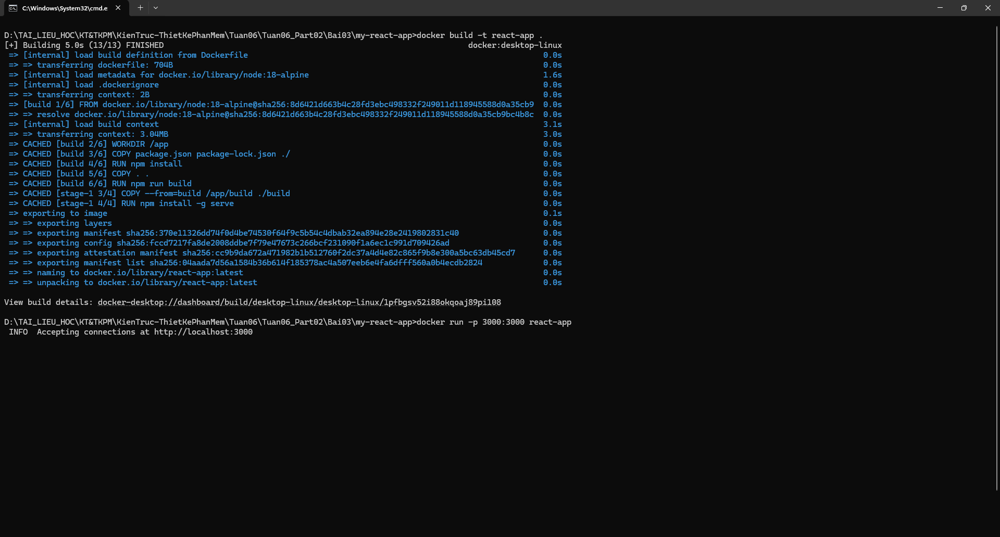 C:\Windows\System32\cmd.e
D:\TAI_LIEU_HOC\KT&TKPM\KienTruc-ThietKePhanMem\Tuan06\Tuan06_Part02\Bai03\my-react-app>docker build -t react-app .
[+] Building 5.0s (13/13) FINISHED docker:desktop-linux
=> [internal] load build definition from Dockerfile 0.0s
=> => transferring dockerfile: 704B 0.0s
=> [internal] load metadata for docker.io/library/node:18-alpine 1.6s
=> [internal] load .dockerignore 0.0s
=> => transferring context: 2B 0.0s
=> [build 1/6] FROM docker.io/library/node:18-alpine@sha256:8d6421d663b4c28fd3ebc498332f249011d118945588d0a35cb9 0.0s
=> => resolve docker.io/library/node:18-alpine@sha256:8d6421d663b4c28fd3ebc498332f249011d118945588d0a35cb9bc4b8c 0.0s
=> [internal] load build context 3.1s
=> => transferring context: 3.04MB 3.0s
=> CACHED [build 2/6] WORKDIR /app 0.0s
=> CACHED [build 3/6] COPY package.json package-lock.json ./ 0.0s
=> CACHED [build 4/6] RUN npm install 0.0s
=> CACHED [build 5/6] COPY . . 0.0s
=> CACHED [build 6/6] RUN npm run build 0.0s
=> CACHED [stage-1 3/4] COPY --from=build /app/build ./build 0.0s
=> CACHED [stage-1 4/4] RUN npm install -g serve 0.0s
=> exporting to image 0.1s
=> => exporting layers 0.0s
=> => exporting manifest sha256:370e11326dd74f0d4be74530f64f9c5b54c4dbab32ea894e28e2419802831c40 0.0s
=> => exporting config sha256:fccd7217fa8de2008ddbe7f79e47673c266bcf231090f1a6ec1c991d709426ad 0.0s
=> => exporting attestation manifest sha256:cc9b9da672a471982b1b512760f2dc37a4d4e82c865f9b8e300a5bc63db45cd7 0.0s
=> => exporting manifest list sha256:04aada7d56a1584b36b614f185378ac4a507eeb6e4fa6dfff560a0b4ecdb2824 0.0s
=> => naming to docker.io/library/react-app:latest 0.0s
=> => unpacking to docker.io/library/react-app:latest 0.0s
View build details: docker-desktop://dashboard/build/desktop-linux/desktop-linux/1pfbgsv52i88okqoaj89pi108
D:\TAI_LIEU_HOC\KT&TKPM\KienTruc-ThietKePhanMem\Tuan06\Tuan06_Part02\Bai03\my-react-app>docker run -p 3000:3000 react-app
INFO Accepting connections at http://localhost:3000